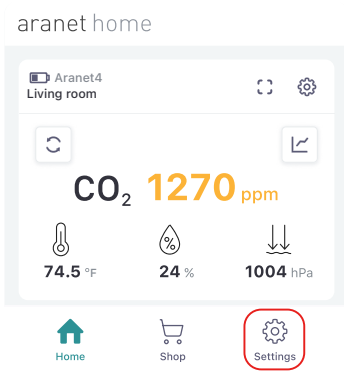 aranet home
Aranet4
Living room
CO₂ 1270 ppm
%
74.5 °F 24 % 1004 hPa
Home Shop Settings